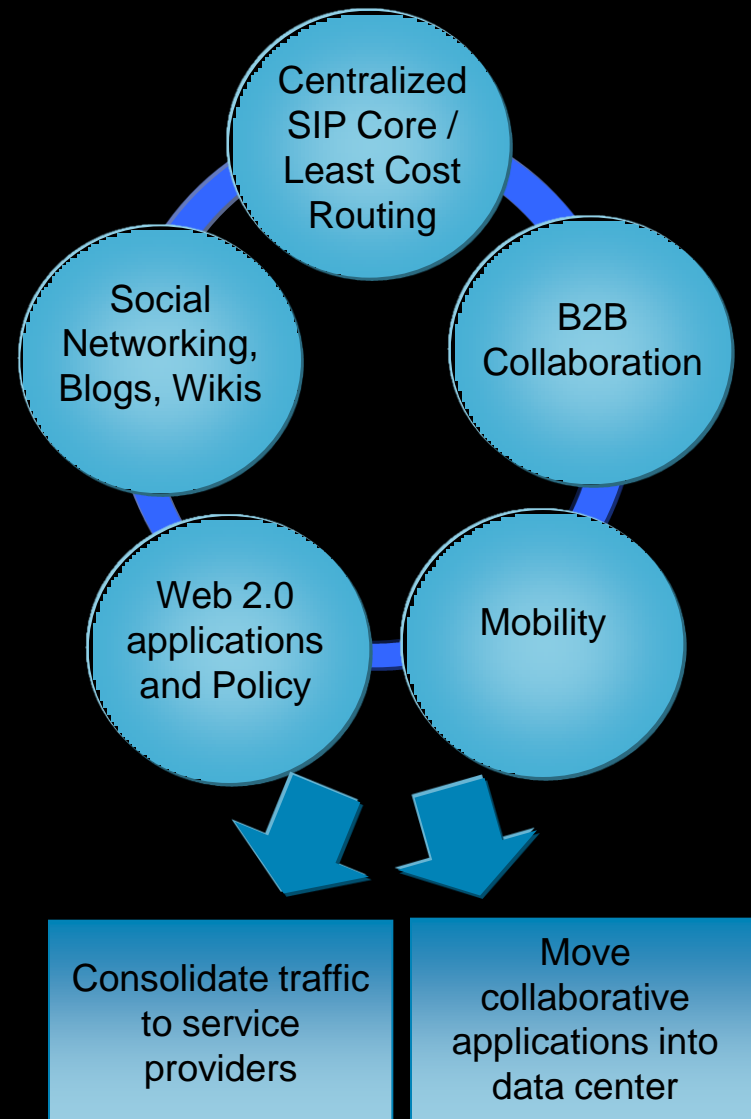 Centralized
SIP Core /
Least Cost
Routing
Social
Networking,
Blogs, Wikis
B2B
Collaboration
Web 2.0
applications
and Policy
Mobility
Consolidate traffic
to service
providers
Move
collaborative
applications into
data center